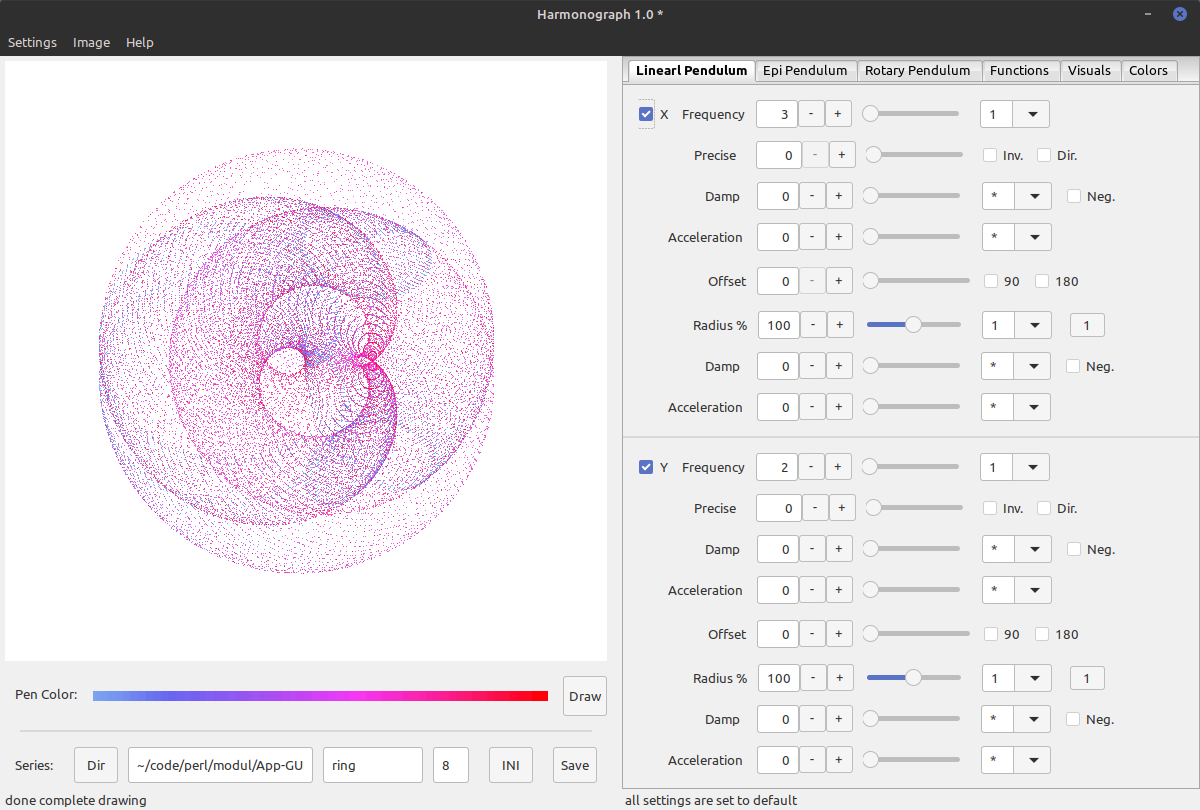 Harmonograph 1.0 *
Settings Image Help
Linearl Pendulum Epi Pendulum Rotary Pendulum Functions Visuals Colors
X Frequency 3 - + 1
Precise 0 - + Inv. Dir.
Damp 0 - + * Neg.
Acceleration 0 - + *
Offset 0 - + 90 180
Radius % 100 - + 1 1
Damp 0 - + * Neg.
Acceleration 0 - + *
Y Frequency 2 - + 1
Precise 0 - + Inv. Dir.
Damp 0 - + * Neg.
Acceleration 0 - + *
Offset 0 - + 90 180
Radius % 100 - + 1 1
Damp 0 - + * Neg.
Acceleration 0 - + *
Pen Color: Draw
Series: Dir ~/code/perl/modul/App-GU ring 8 INI Save
done complete drawing
all settings are set to default